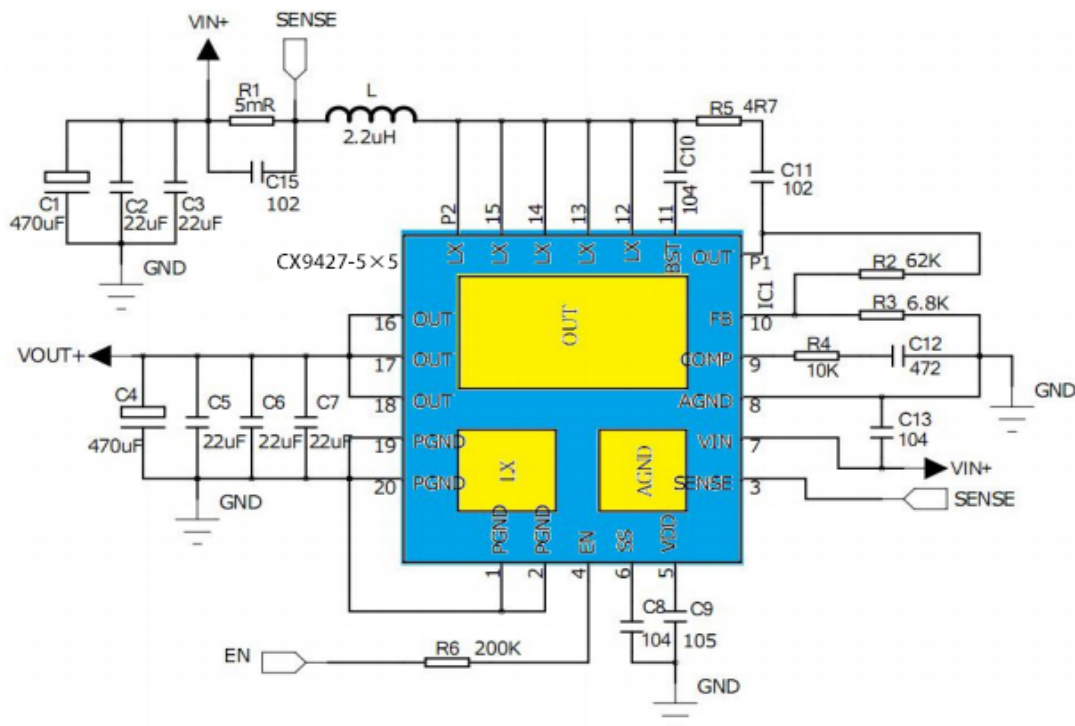 VIN+
SENSE
R1
5mR
L
2.2uH
R5 4R7
C15
102
C10
104
C11
102
C1
470uF
C2
22uF
C3
22uF
GND
P2 15 14 13 12 11
LX LX LX LX LX BST
CX9427-5×5
OUT P1
IC1
R2 62K
R3 6.8K
16 OUT
FB 10
OUT
VOUT+
17 OUT
COMP 9
R4
10K
C12
472
18 OUT
AGND 8
GND
C4
470uF
C5
22uF
C6
22uF
C7
22uF
19 PGND
VIN 7
C13
104
VIN+
20 PGND
LX
AGND
SENSE 3
SENSE
GND
PGND PGND EN SS VDD
1 2 4 6 5
C8
104
C9
105
EN
R6 200K
GND